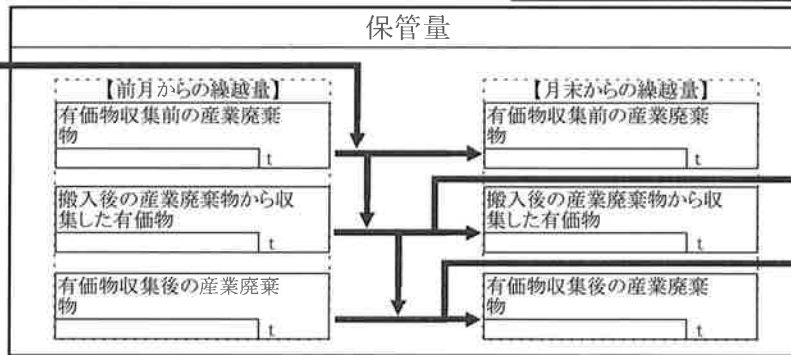 保管量
【前月からの繰越量】
有価物収集前の産業廃棄
物
t
搬入後の産業廃棄物から収
集した有価物
t
有価物収集後の産業廃棄
物
t
【月末からの繰越量】
有価物収集前の産業廃棄
物
t
搬入後の産業廃棄物から収
集した有価物
t
有価物収集後の産業廃棄
物
t